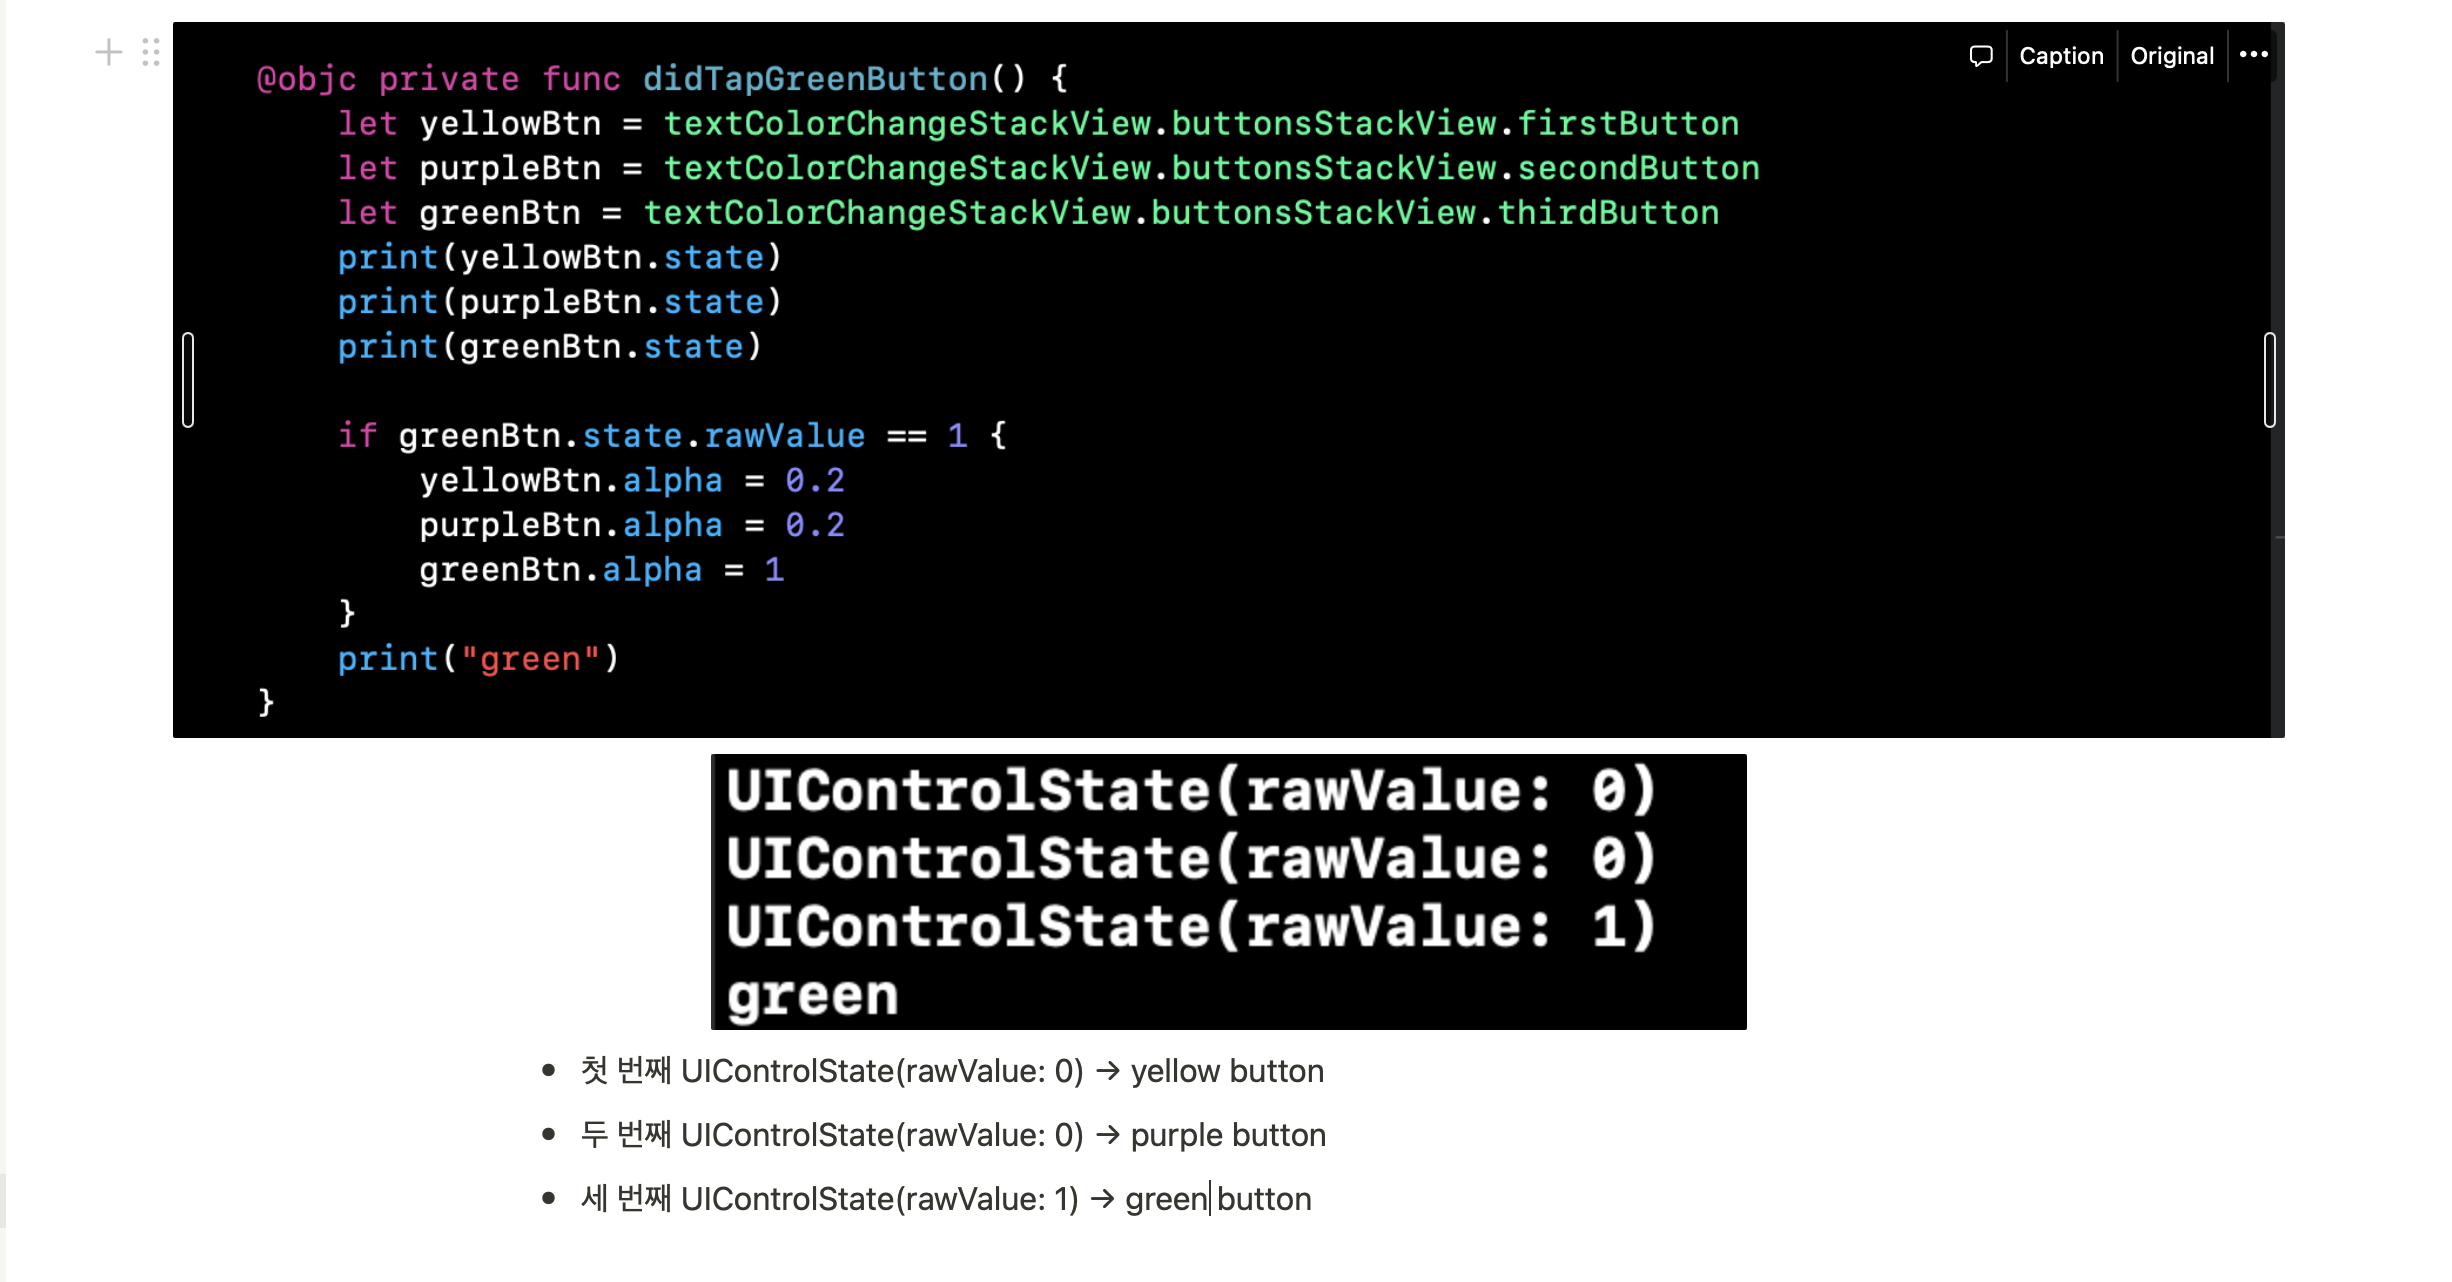 Caption Original
@objc private func didTapGreenButton() {
    let yellowBtn = textColorChangeStackView.buttonsStackView.firstButton
    let purpleBtn = textColorChangeStackView.buttonsStackView.secondButton
    let greenBtn = textColorChangeStackView.buttonsStackView.thirdButton
    print(yellowBtn.state)
    print(purpleBtn.state)
    print(greenBtn.state)

    if greenBtn.state.rawValue == 1 {
        yellowBtn.alpha = 0.2
        purpleBtn.alpha = 0.2
        greenBtn.alpha = 1
    }
    print("green")
}
UIControlState(rawValue: 0)
UIControlState(rawValue: 0)
UIControlState(rawValue: 1)
green
• 첫 번째 UIControlState(rawValue: 0) → yellow button
• 두 번째 UIControlState(rawValue: 0) → purple button
• 세 번째 UIControlState(rawValue: 1) → green button